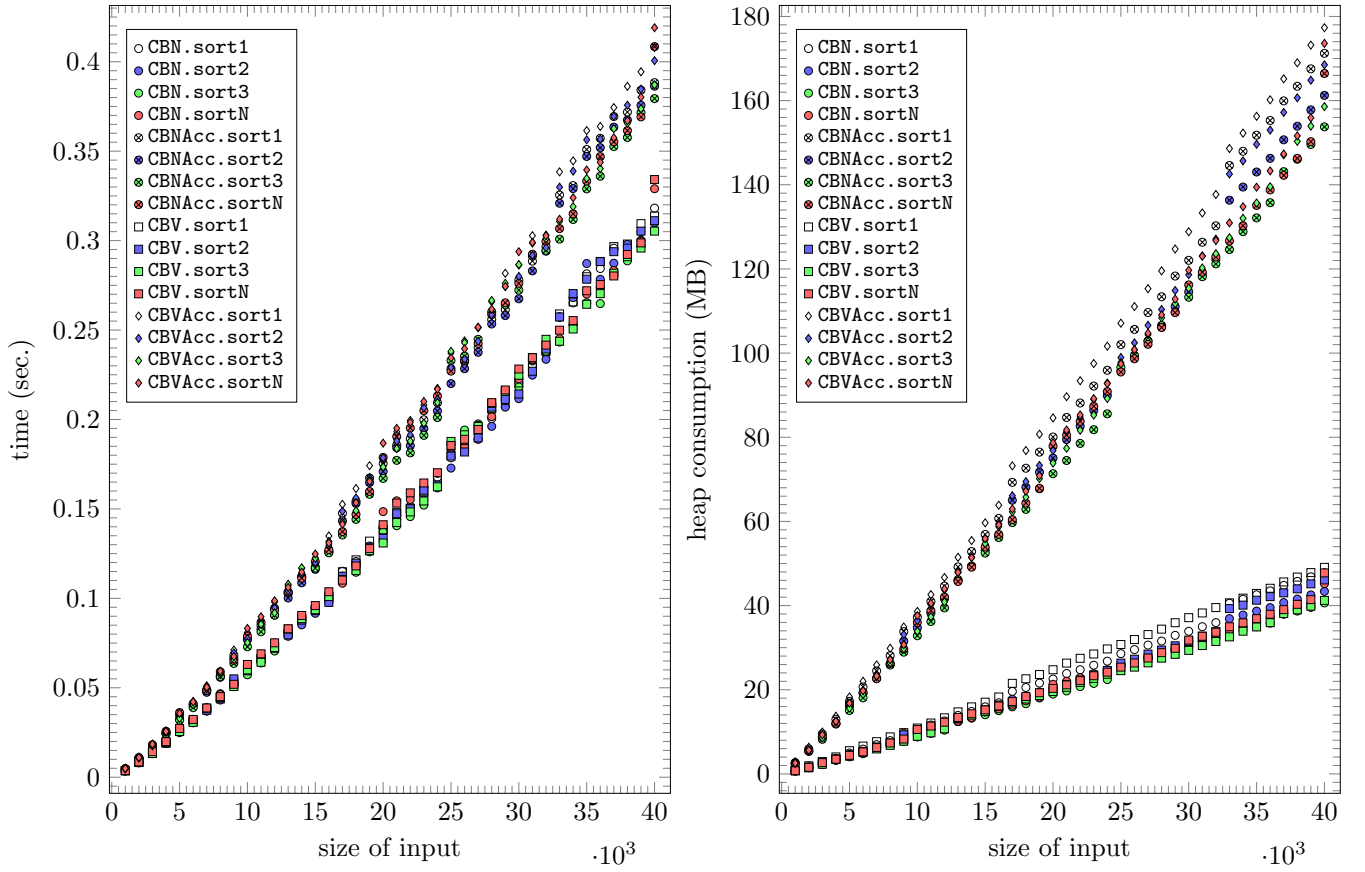 0.4
0.35
0.3
0.25
0.2
0.15
0.1
0.05
0
time (sec.)
CBN.sort1
CBN.sort2
CBN.sort3
CBN.sortN
CBNAcc.sort1
CBNAcc.sort2
CBNAcc.sort3
CBNAcc.sortN
CBV.sort1
CBV.sort2
CBV.sort3
CBV.sortN
CBVAcc.sort1
CBVAcc.sort2
CBVAcc.sort3
CBVAcc.sortN
0 5 10 15 20 25 30 35 40
size of input
·10³
180
160
140
120
100
80
60
40
20
0
heap consumption (MB)
CBN.sort1
CBN.sort2
CBN.sort3
CBN.sortN
CBNAcc.sort1
CBNAcc.sort2
CBNAcc.sort3
CBNAcc.sortN
CBV.sort1
CBV.sort2
CBV.sort3
CBV.sortN
CBVAcc.sort1
CBVAcc.sort2
CBVAcc.sort3
CBVAcc.sortN
0 5 10 15 20 25 30 35 40
size of input
·10³